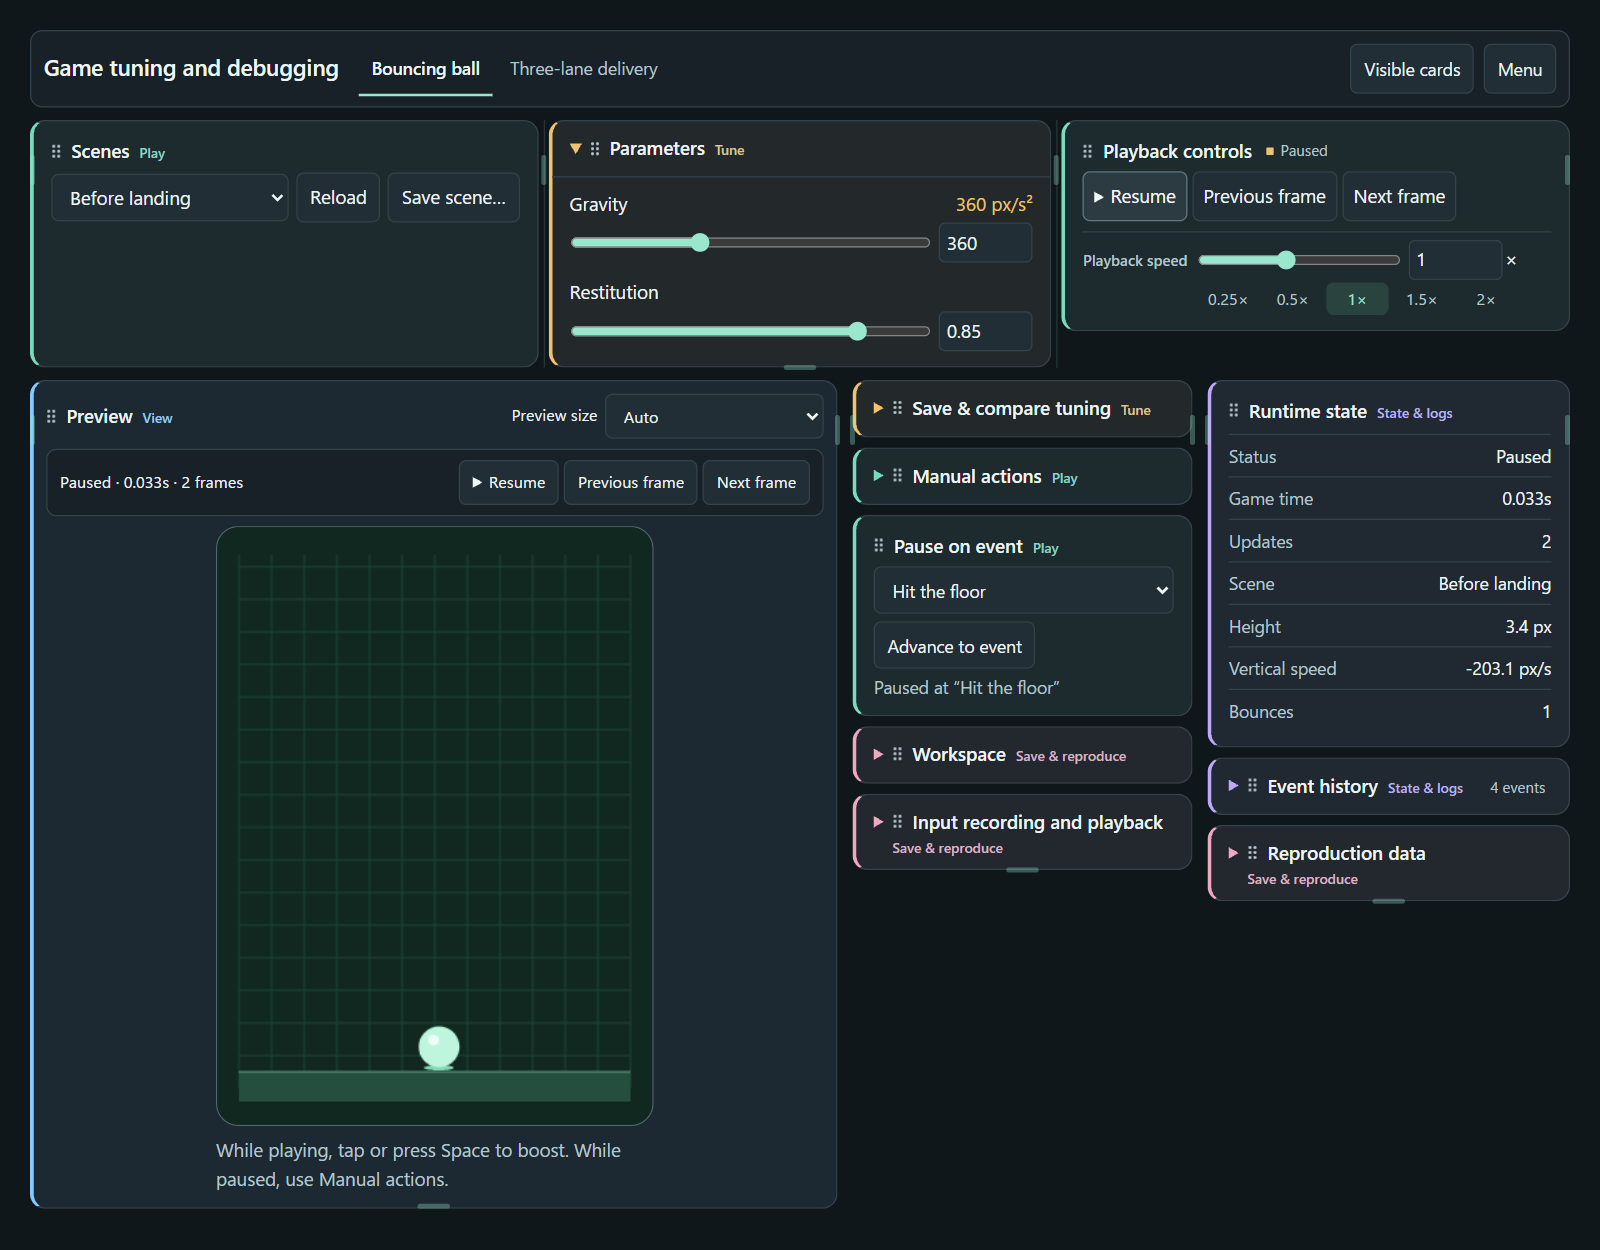 Game tuning and debugging
Bouncing ball
Three-lane delivery
Visible cards
Menu
Scenes Play
Before landing
Reload
Save scene...
Parameters Tune
Gravity
360 px/s²
360
Restitution
0.85
Playback controls
Paused
Resume
Previous frame
Next frame
Playback speed
1
×
0.25×
0.5×
1×
1.5×
2×
Preview View
Preview size
Auto
Paused · 0.033s · 2 frames
Resume
Previous frame
Next frame
While playing, tap or press Space to boost. While
paused, use Manual actions.
Save & compare tuning Tune
Manual actions Play
Pause on event Play
Hit the floor
Advance to event
Paused at “Hit the floor”
Workspace Save & reproduce
Input recording and playback
Save & reproduce
Runtime state State & logs
Status Paused
Game time 0.033s
Updates 2
Scene Before landing
Height 3.4 px
Vertical speed -203.1 px/s
Bounces 1
Event history State & logs 4 events
Reproduction data
Save & reproduce